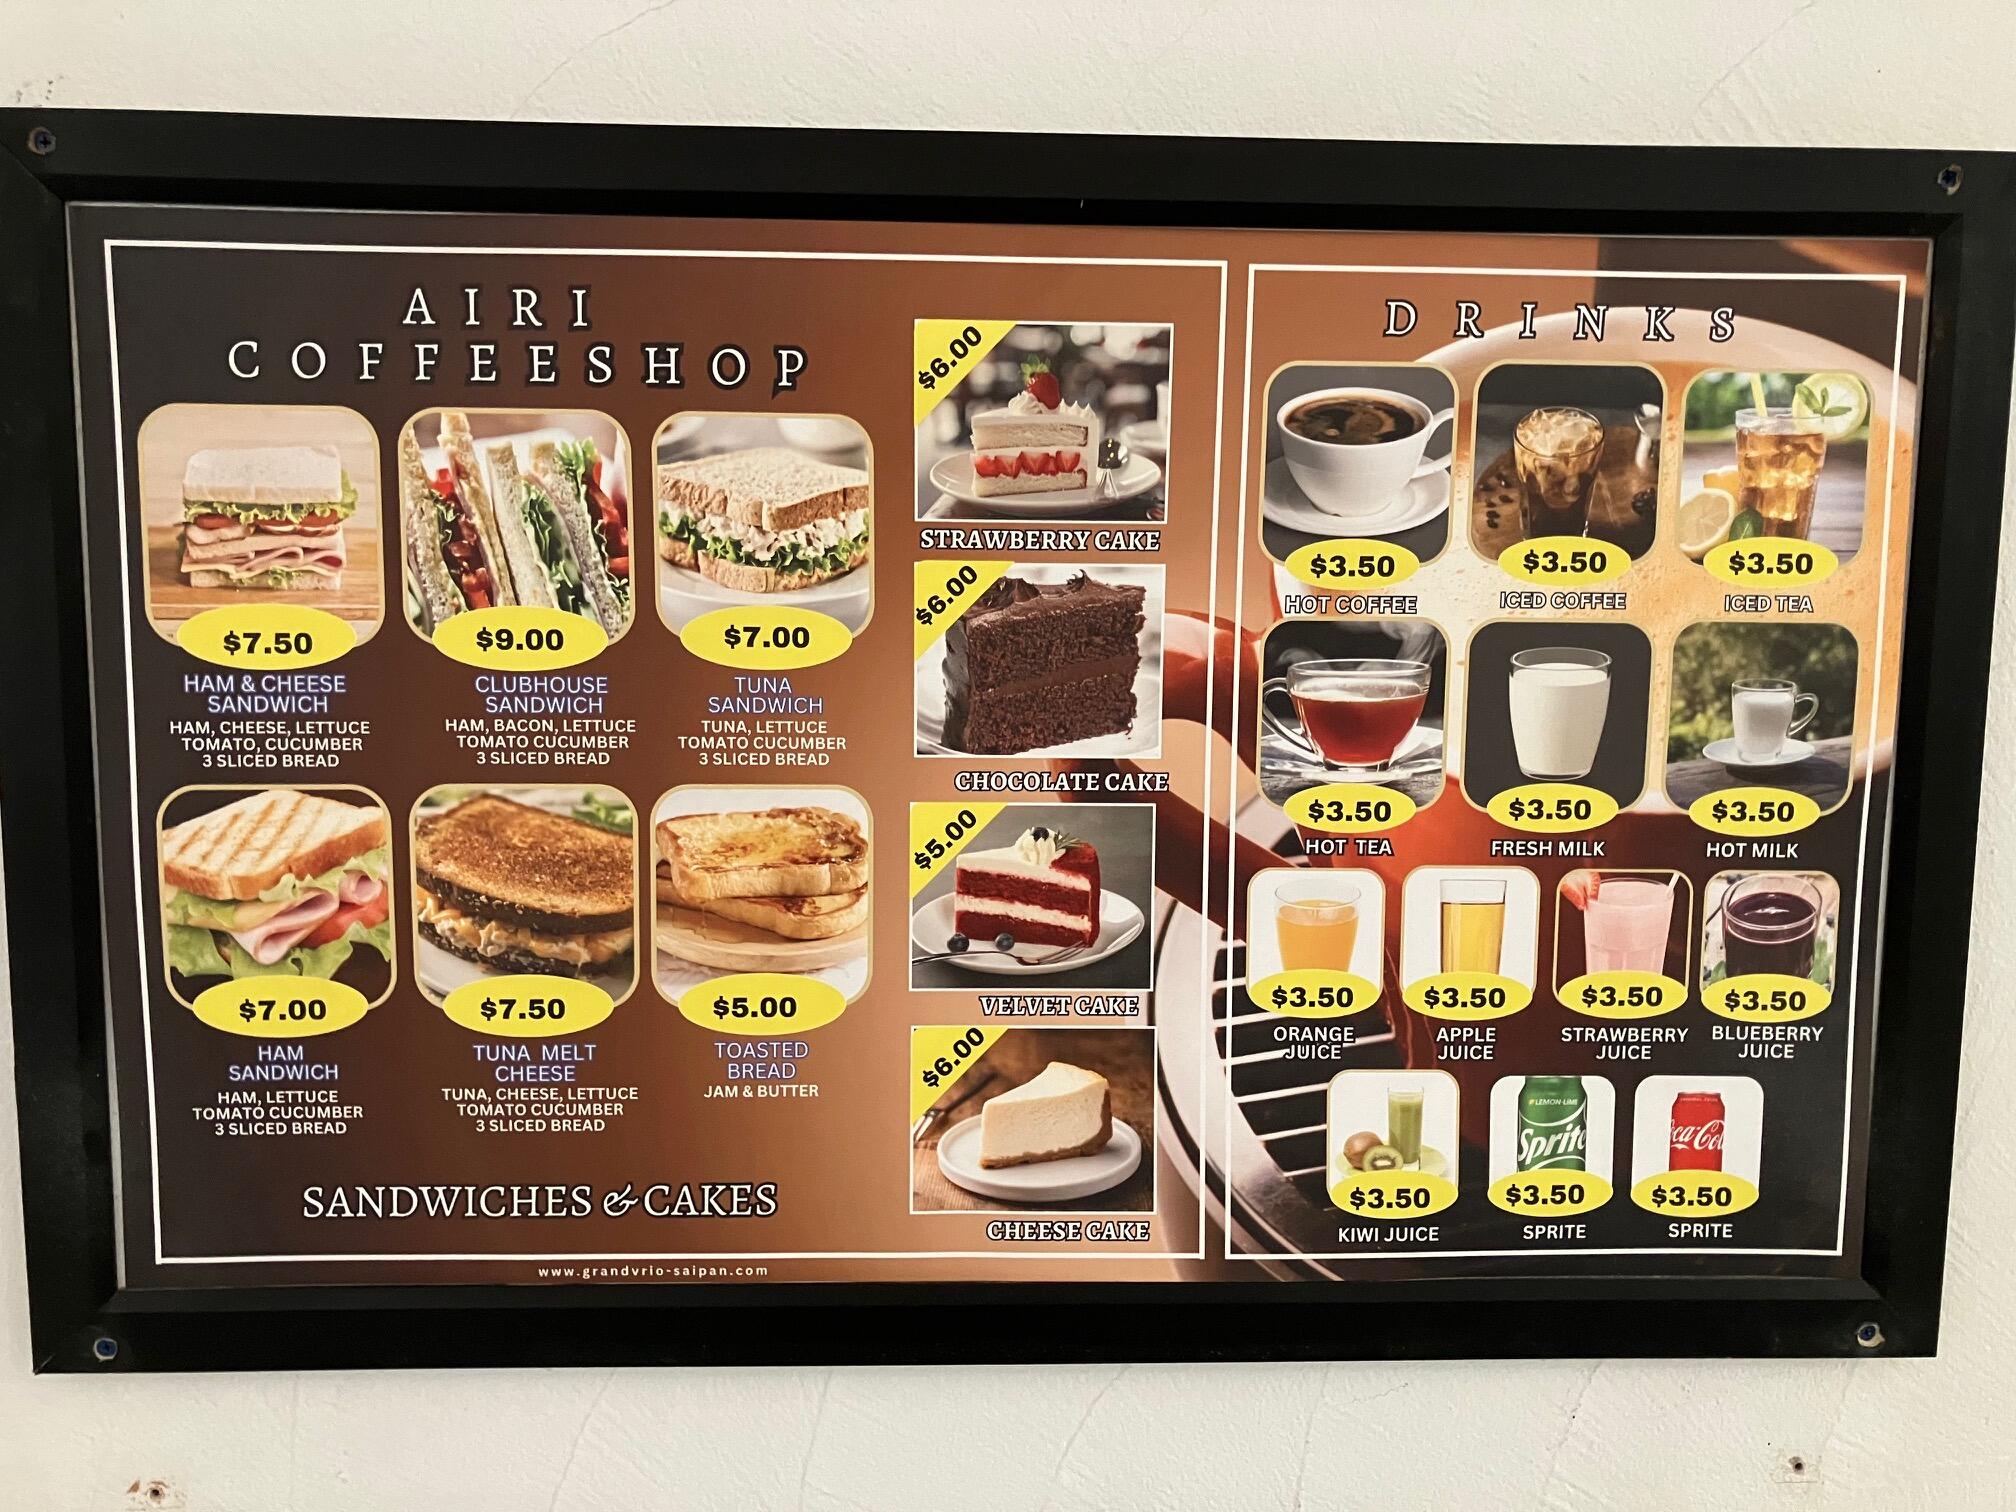 AIRI
COFFEESHOP
$7.50
HAM & CHEESE
SANDWICH
HAM, CHEESE, LETTUCE
TOMATO, CUCUMBER
3 SLICED BREAD
$9.00
CLUBHOUSE
SANDWICH
HAM, BACON, LETTUCE
TOMATO CUCUMBER
3 SLICED BREAD
$7.00
TUNA
SANDWICH
TUNA, LETTUCE
TOMATO CUCUMBER
3 SLICED BREAD
$7.00
HAM
SANDWICH
HAM, LETTUCE
TOMATO CUCUMBER
3 SLICED BREAD
$7.50
TUNA MELT
CHEESE
TUNA, CHEESE, LETTUCE
TOMATO CUCUMBER
3 SLICED BREAD
$5.00
TOASTED
BREAD
JAM & BUTTER
SANDWICHES & CAKES
$6.00
STRAWBERRY CAKE
$6.00
CHOCOLATE CAKE
$5.00
VELVET CAKE
$6.00
CHEESE CAKE
www.grandvrio-saipan.com
DRINKS
$3.50
HOT COFFEE
$3.50
ICED COFFEE
$3.50
ICED TEA
$3.50
HOT TEA
$3.50
FRESH MILK
$3.50
HOT MILK
$3.50
ORANGE
JUICE
$3.50
APPLE
JUICE
$3.50
STRAWBERRY
JUICE
$3.50
BLUEBERRY
JUICE
$3.50
KIWI JUICE
LEMON-LIME
Sprite
$3.50
SPRITE
Coca-Cola
$3.50
SPRITE